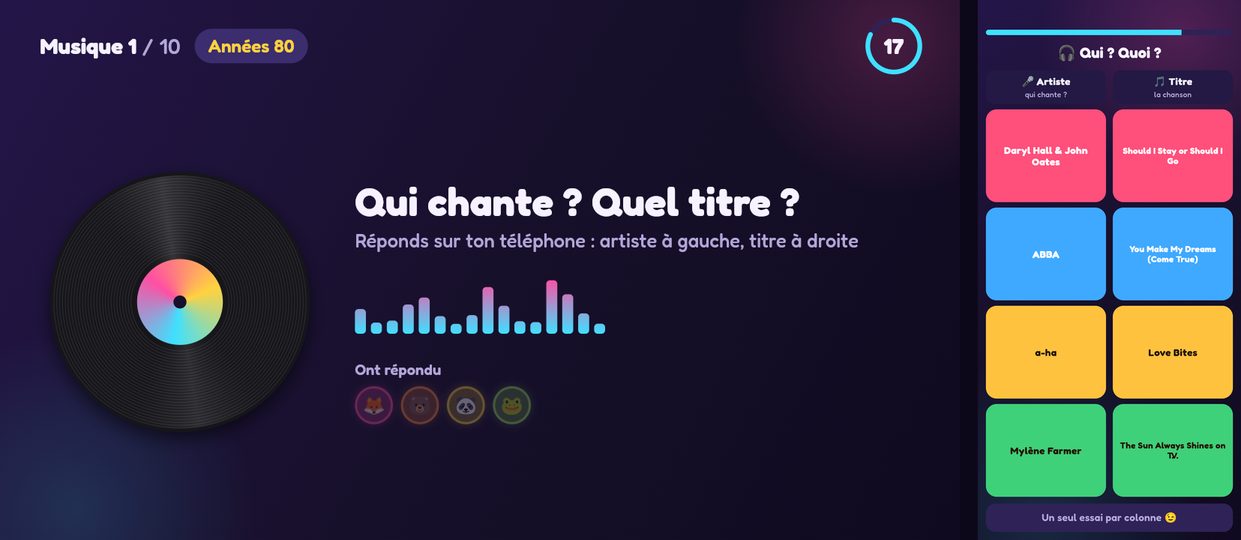 Musique 1 / 10 Années 80
17
Qui chante ? Quel titre ?
Réponds sur ton téléphone : artiste à gauche, titre à droite
Ont répondu
Qui ? Quoi ?
Artiste
qui chante ?
Titre
la chanson
Daryl Hall & John
Oates
Should I Stay or Should I
Go
ABBA
You Make My Dreams
(Come True)
a-ha
Love Bites
Mylène Farmer
The Sun Always Shines on
T.V.
Un seul essai par colonne